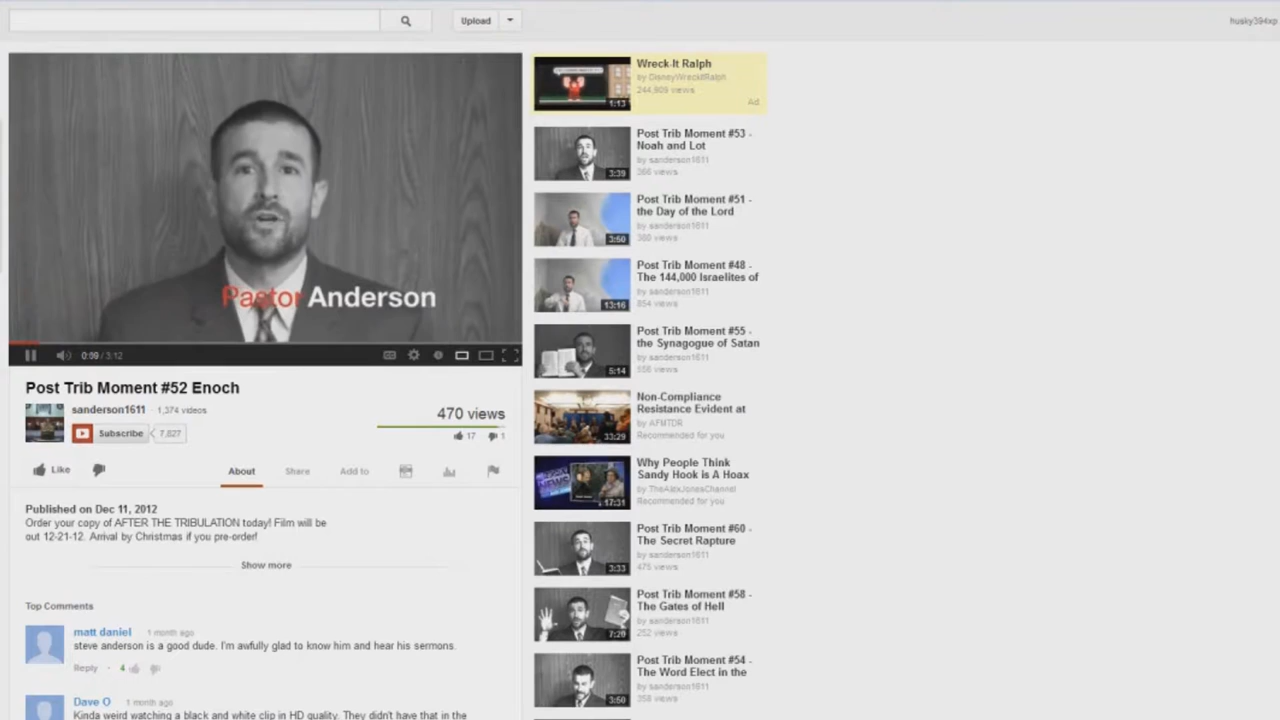 Upload
husky394xp
Pastor Anderson
0:09 / 3:12
Post Trib Moment #52 Enoch
sanderson1611 · 1,374 videos
Subscribe 7,827
470 views
17 1
Like
About Share Add to
Published on Dec 11, 2012
Order your copy of AFTER THE TRIBULATION today! Film will be
out 12-21-12. Arrival by Christmas if you pre-order!
Show more
Top Comments
matt daniel 1 month ago
steve anderson is a good dude. I'm awfully glad to know him and hear his sermons.
Reply · 4
Dave O 1 month ago
Kinda weird watching a black and white clip in HD quality. They didn't have that in the
Wreck-It Ralph
by DisneyWreckItRalph
244,909 views
Ad
1:13
Post Trib Moment #53 -
Noah and Lot
by sanderson1611
366 views
3:39
Post Trib Moment #51 -
the Day of the Lord
by sanderson1611
views
3:50
Post Trib Moment #48 -
The 144,000 Israelites of
by sanderson1611
854 views
13:16
Post Trib Moment #55 -
the Synagogue of Satan
by sanderson1611
views
5:14
Non-Compliance
Resistance Evident at
by AFMTDR
Recommended for you
33:29
Why People Think
Sandy Hook is A Hoax
by TheAlexJonesChannel
Recommended for you
17:31
Post Trib Moment #60 -
The Secret Rapture
by sanderson1611
475 views
3:33
Post Trib Moment #58 -
The Gates of Hell
by sanderson1611
252 views
7:20
Post Trib Moment #54 -
The Word Elect in the
by sanderson1611
358 views
3:50